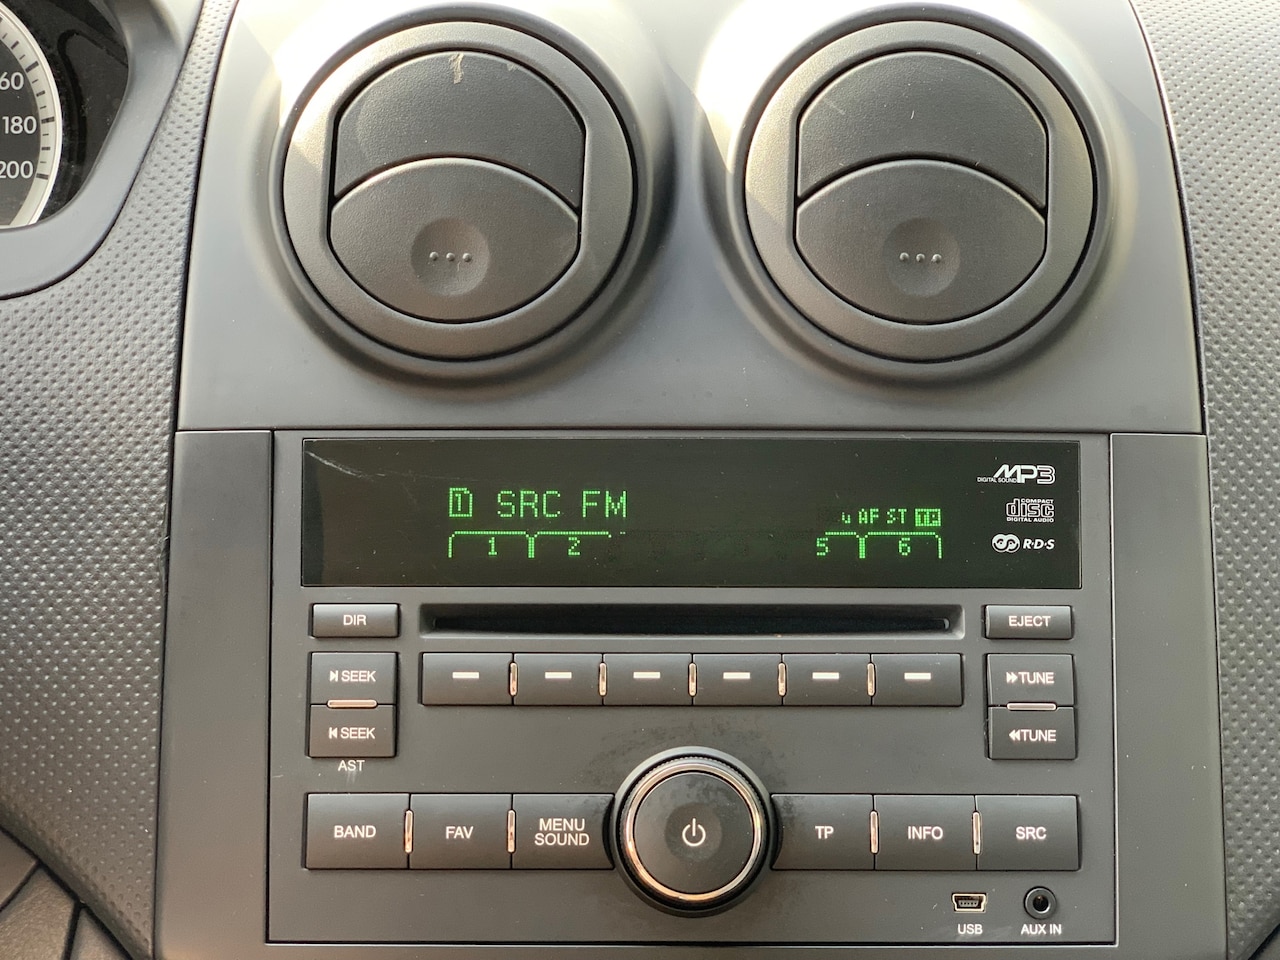 60
180
200
MP3
DIGITAL SOUND
COMPACT
disc
DIGITAL AUDIO
1 D SRC FM
AF ST
1 2 5 6
R·D·S
DIR
EJECT
SEEK
TUNE
SEEK
TUNE
AST
BAND
FAV
MENU
SOUND
TP
INFO
SRC
USB
AUX IN